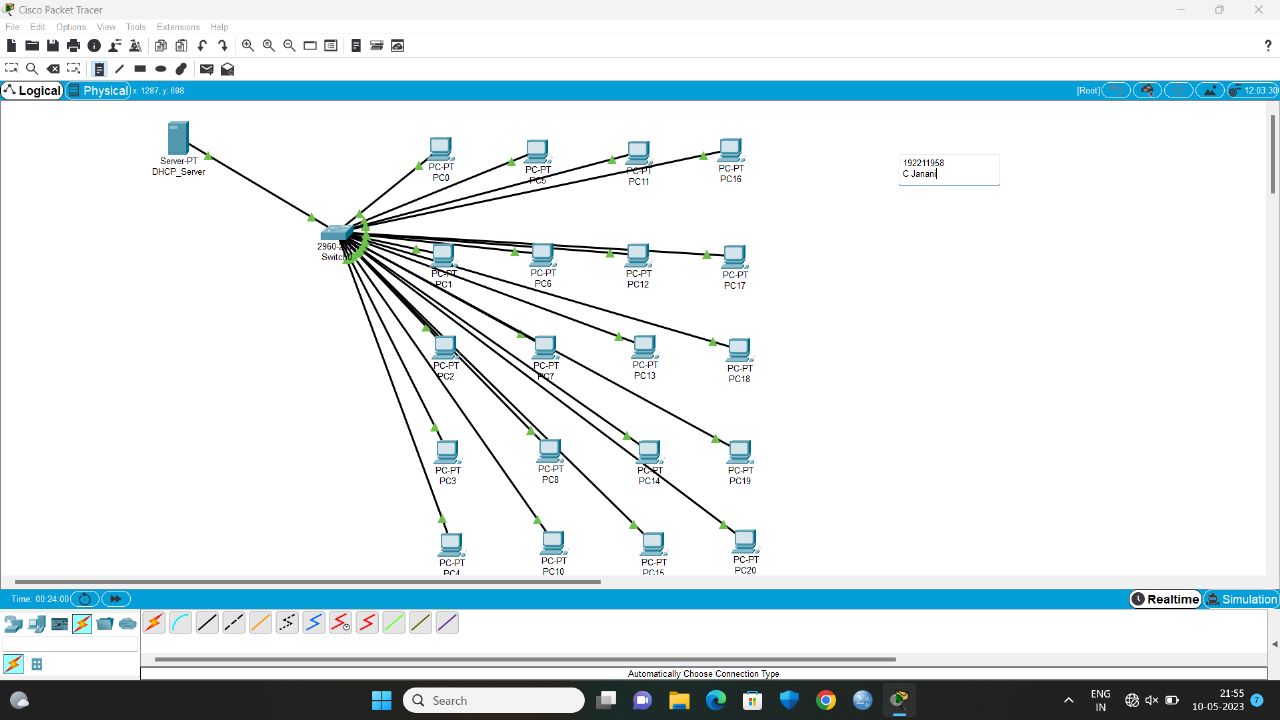 Cisco Packet Tracer
File Edit Options View Tools Extensions Help
Logical Physical x: 1287, y: 698 [Root] 12:03:30
192211958
C Janani
Server-PT
DHCP_Server
PC-PT
PC0
PC-PT
PC5
PC-PT
PC11
PC-PT
PC16
2960-
Switch
PC-PT
PC1
PC-PT
PC6
PC-PT
PC12
PC-PT
PC17
PC-PT
PC2
PC-PT
PC7
PC-PT
PC13
PC-PT
PC18
PC-PT
PC3
PC-PT
PC8
PC-PT
PC14
PC-PT
PC19
PC-PT
PC4
PC-PT
PC10
PC-PT
PC15
PC-PT
PC20
Time: 00:24:00 Realtime Simulation
Automatically Choose Connection Type
Search
ENG
IN
21:55
10-05-2023
7